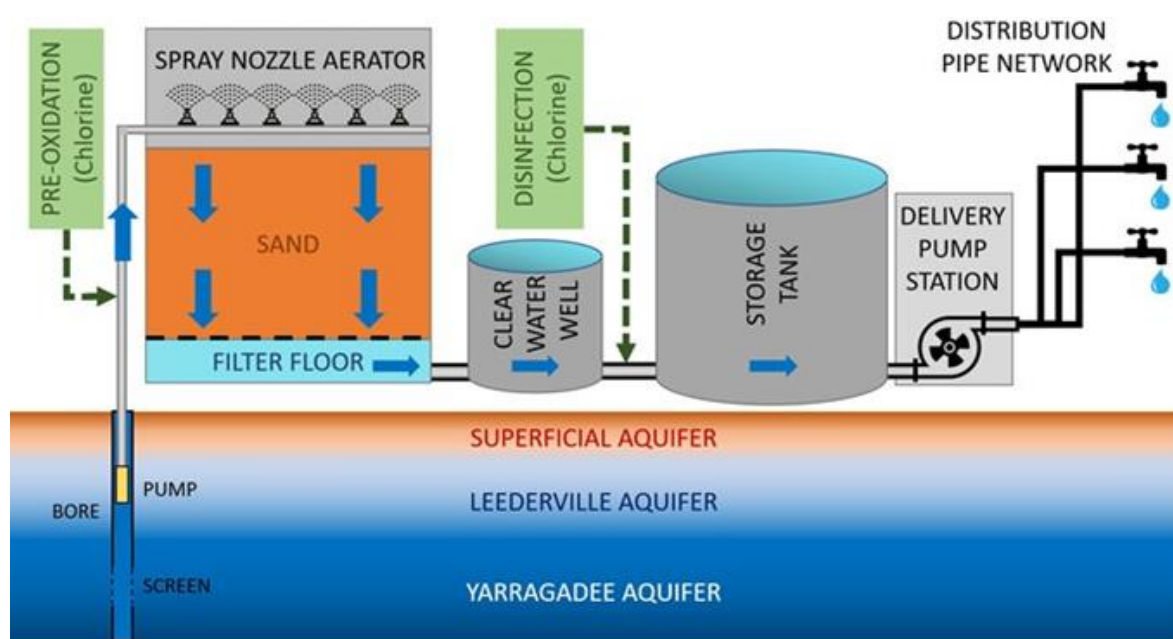 PRE-OXIDATION
(Chlorine)
SPRAY NOZZLE AERATOR
SAND
FILTER FLOOR
CLEAR
WATER
WELL
DISINFECTION
(Chlorine)
STORAGE
TANK
DELIVERY
PUMP
STATION
DISTRIBUTION
PIPE NETWORK
SUPERFICIAL AQUIFER
PUMP
BORE
LEEDERVILLE AQUIFER
SCREEN
YARRAGADEE AQUIFER